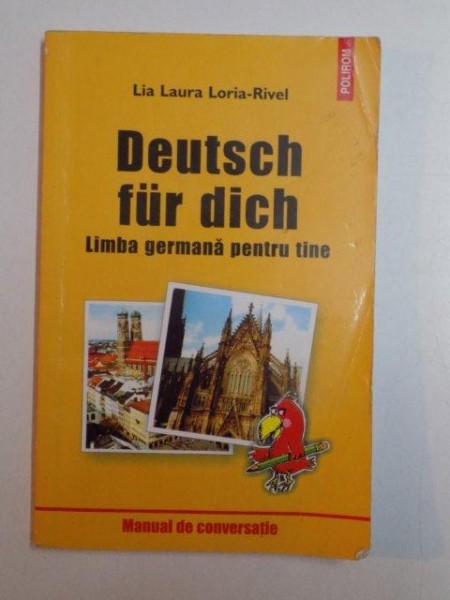 POLIROM
Lia Laura Loria-Rivel
Deutsch
für dich
Limba germană pentru tine
Manual de conversație